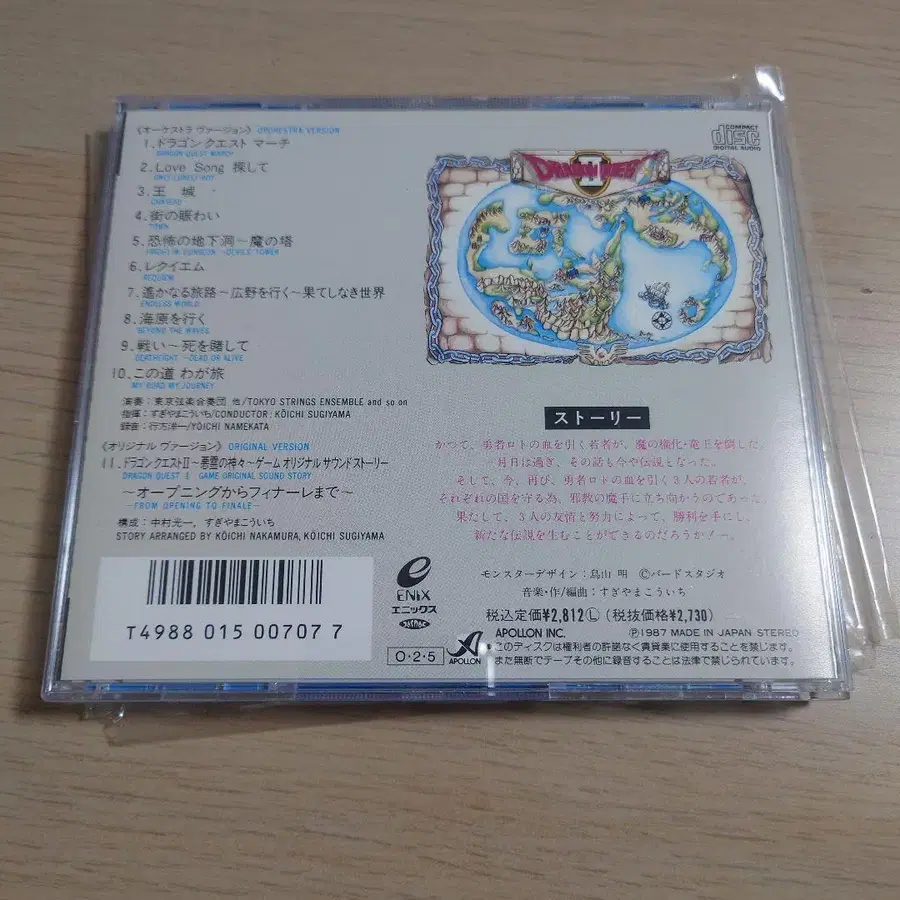 《オーケストラ ヴァージョン》 ORCHESTRA VERSION
1.ドラゴン クエスト マーチ
DRAGON QUEST MARCH
2.Love Song 探して
ONLY LONELY BOY
3.王 城
CHATEAU
4.街の賑わい
TOWN
5.恐怖の地下洞〜魔の塔
FRIGHT IN DUNGEON 〜DEVIL'S TOWER
6.レクイエム
REQUIEM
7.遥かなる旅路〜広野を行く〜果てしなき世界
ENDLESS WORLD
8.海原を行く
BEYOND THE WAVES
9.戦い〜死を賭して
DEATHFIGHT 〜DEAD OR ALIVE
10.この道 わが旅
MY ROAD MY JOURNEY
演奏：東京弦楽合奏団 他/TOKYO STRINGS ENSEMBLE and so on
指揮：すぎやまこういち/CONDUCTOR, KŌICHI SUGIYAMA
録音：行方洋一/YŌICHI NAMEKATA
《オリジナル ヴァージョン》 ORIGINAL VERSION
11.ドラゴンクエストII〜悪霊の神々〜ゲーム オリジナル サウンドストーリー
DRAGON QUEST II GAME ORIGINAL SOUND STORY
〜オープニングからフィナーレまで〜
—FROM OPENING TO FINALE—
構成：中村光一，すぎやまこういち
STORY ARRANGED BY KŌICHI NAKAMURA, KŌICHI SUGIYAMA
T4988 015 00707 7
COMPACT
disc
DIGITAL AUDIO
DRAGON QUEST
II
ストーリー
かつて、勇者ロトの血を引く若者が、魔の権化・竜王を倒した。
月日は過ぎ、その話も今や伝説となった。
そして、今、再び、勇者ロトの血を引く3人の若者が、
それぞれの国を守る為、邪教の魔手に立ち向かうのであった。
果たして、3人の友情と努力によって、勝利を手にし、
新たな伝説を生むことができるのだろうか！—。
モンスターデザイン：鳥山 明 ©バードスタジオ
音楽・作/編曲：すぎやまこういち
ENIX
エニックス
税込定価¥2,812Ⓛ（税抜価格¥2,730）
O・2・5
APOLLON
APOLLON INC. ℗1987 MADE IN JAPAN STEREO
●このディスクは権利者の許諾なく賃貸業に使用することを禁じます。
また無断でテープその他に録音することは法律で禁じられています。